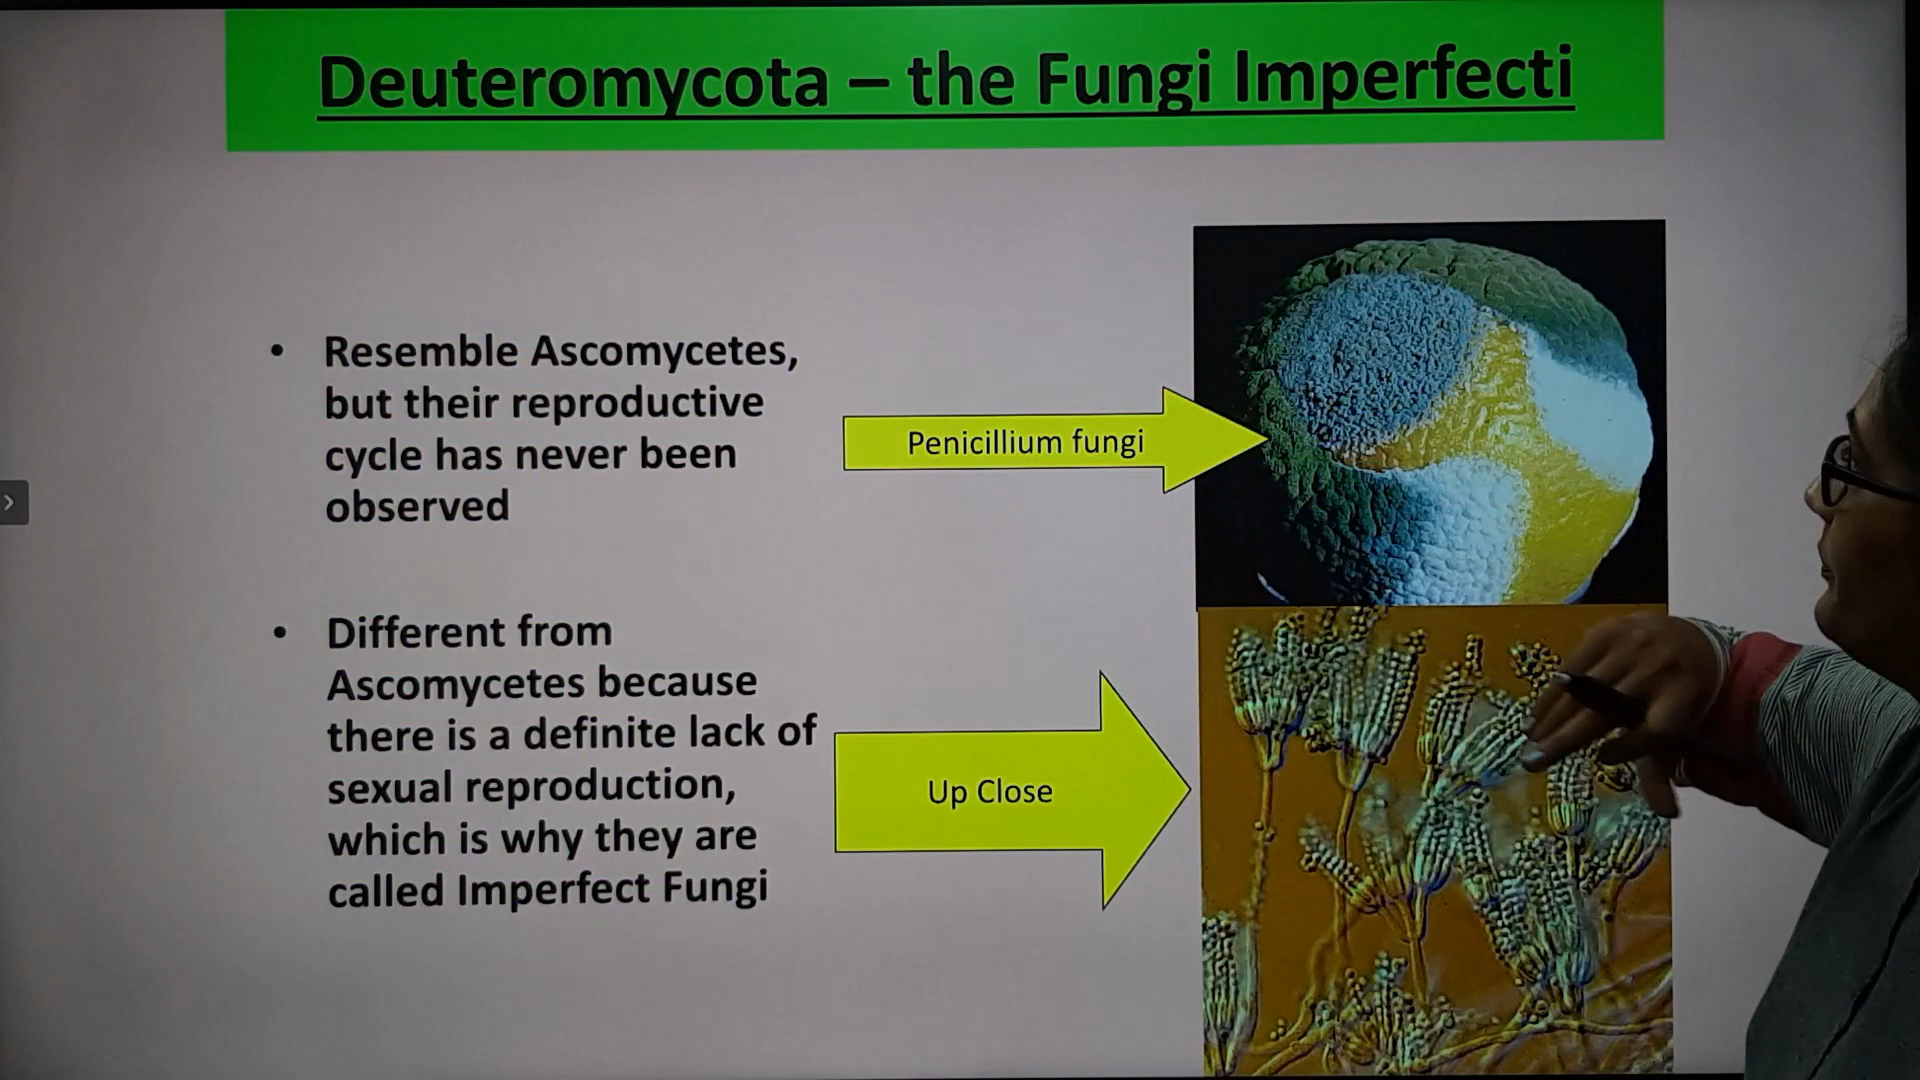 Deuteromycota – the Fungi Imperfecti
• Resemble Ascomycetes,
but their reproductive
cycle has never been
observed
Penicillium fungi
• Different from
Ascomycetes because
there is a definite lack of
sexual reproduction,
which is why they are
called Imperfect Fungi
Up Close